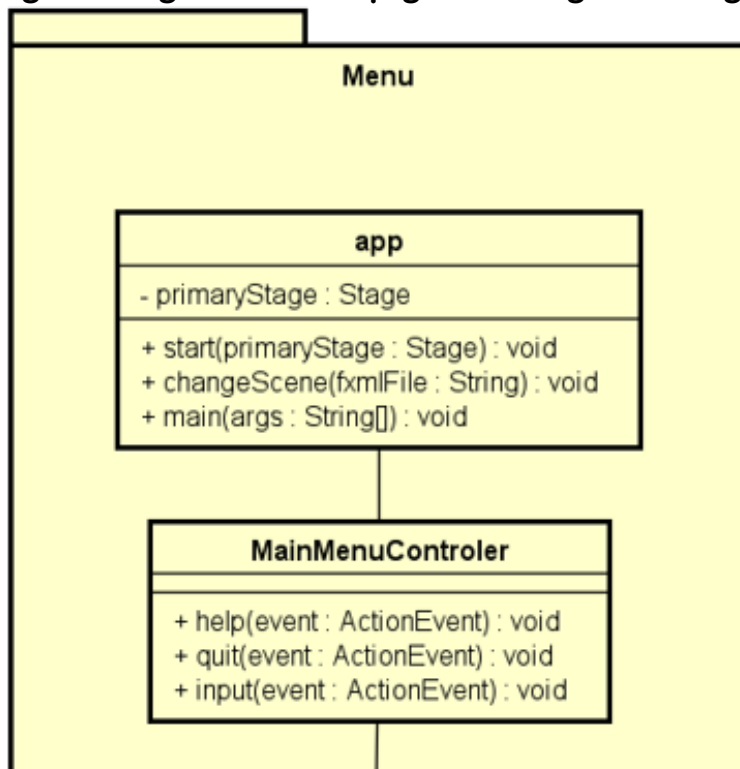 Menu
app
- primaryStage : Stage
+ start(primaryStage : Stage) : void
+ changeScene(fxmlFile : String) : void
+ main(args : String[]) : void
MainMenuControler
+ help(event : ActionEvent) : void
+ quit(event : ActionEvent) : void
+ input(event : ActionEvent) : void